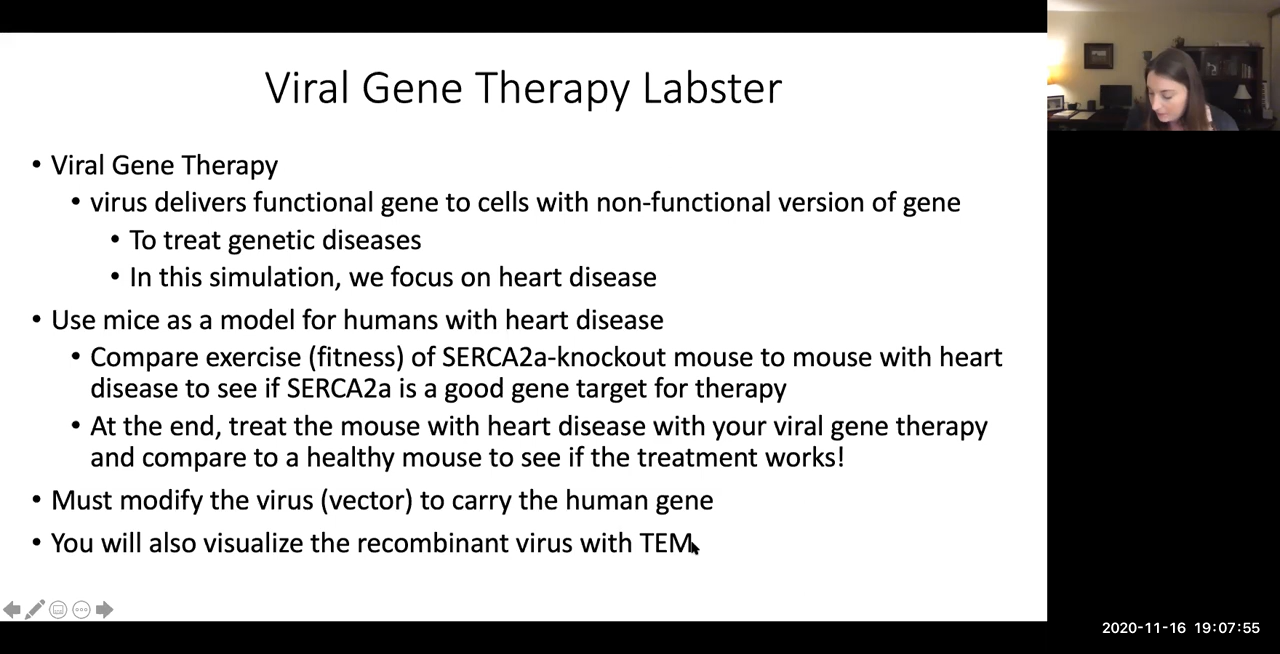 Viral Gene Therapy Labster
• Viral Gene Therapy
• virus delivers functional gene to cells with non-functional version of gene
• To treat genetic diseases
• In this simulation, we focus on heart disease
• Use mice as a model for humans with heart disease
• Compare exercise (fitness) of SERCA2a-knockout mouse to mouse with heart
disease to see if SERCA2a is a good gene target for therapy
• At the end, treat the mouse with heart disease with your viral gene therapy
and compare to a healthy mouse to see if the treatment works!
• Must modify the virus (vector) to carry the human gene
• You will also visualize the recombinant virus with TEM
2020-11-16 19:07:55